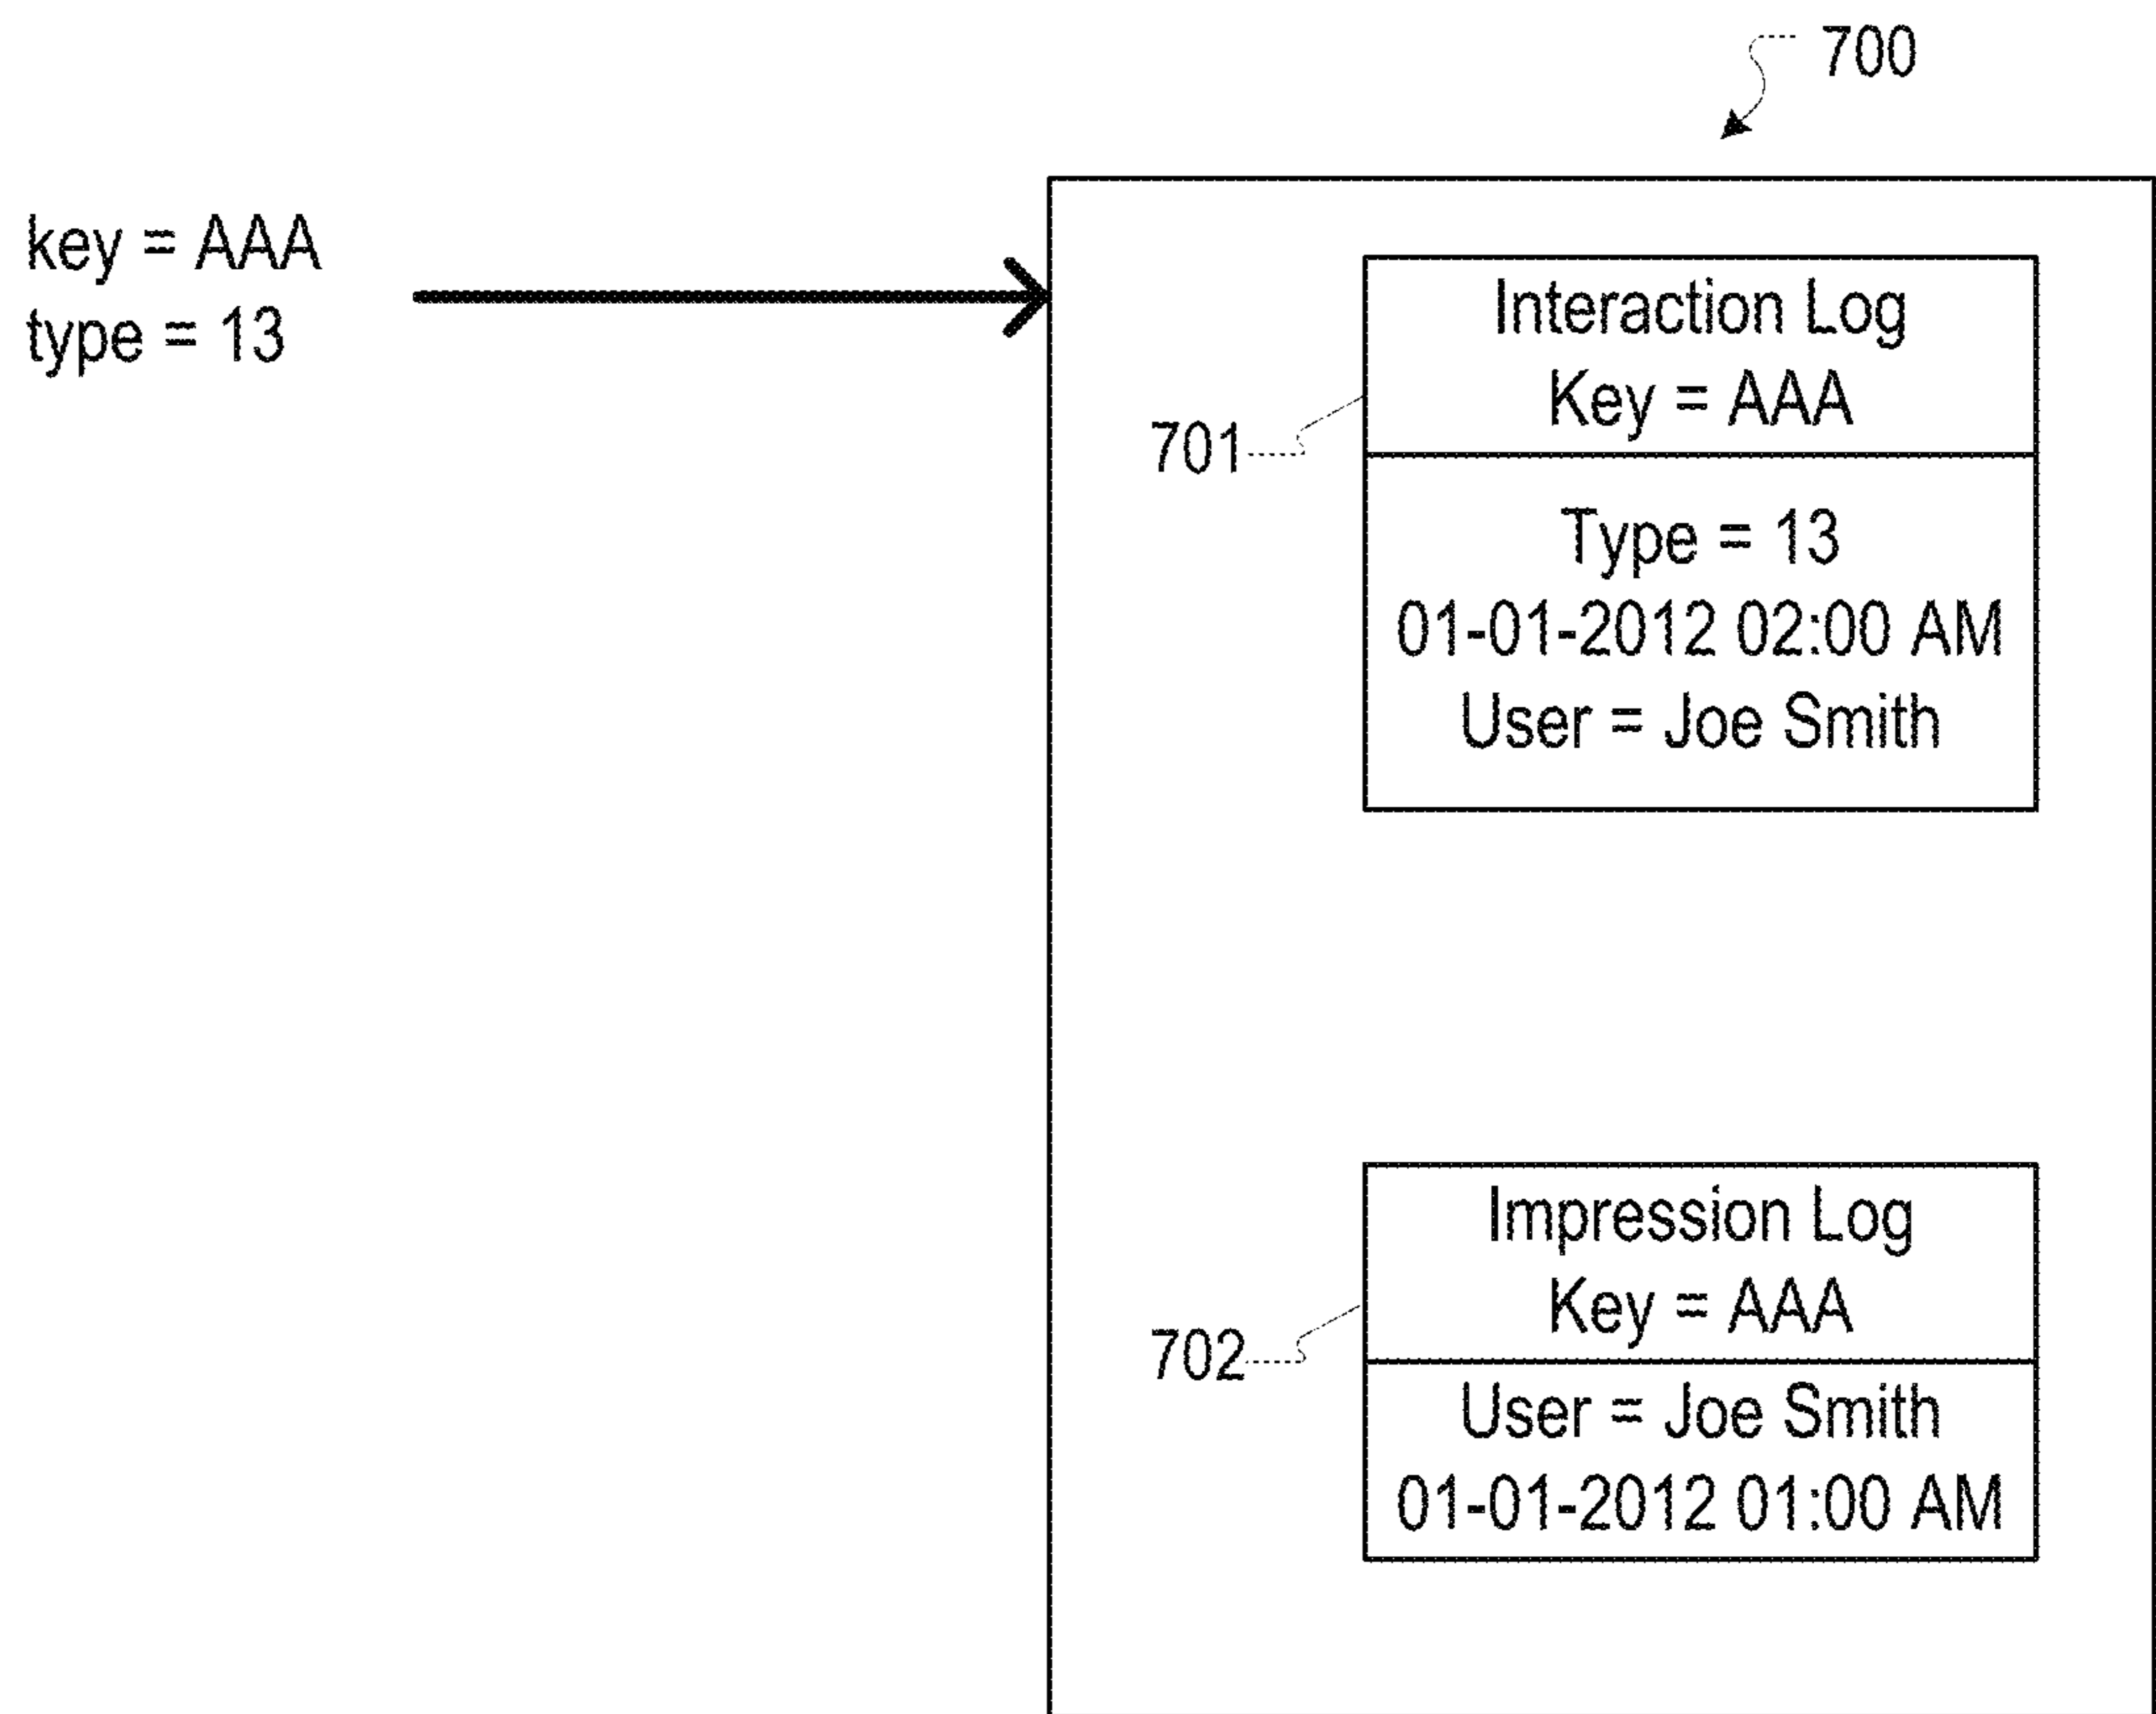 700
key = AAA
type = 13
Interaction Log
Key = AAA
701
Type = 13
01-01-2012 02:00 AM
User = Joe Smith
Impression Log
Key = AAA
702
User = Joe Smith
01-01-2012 01:00 AM